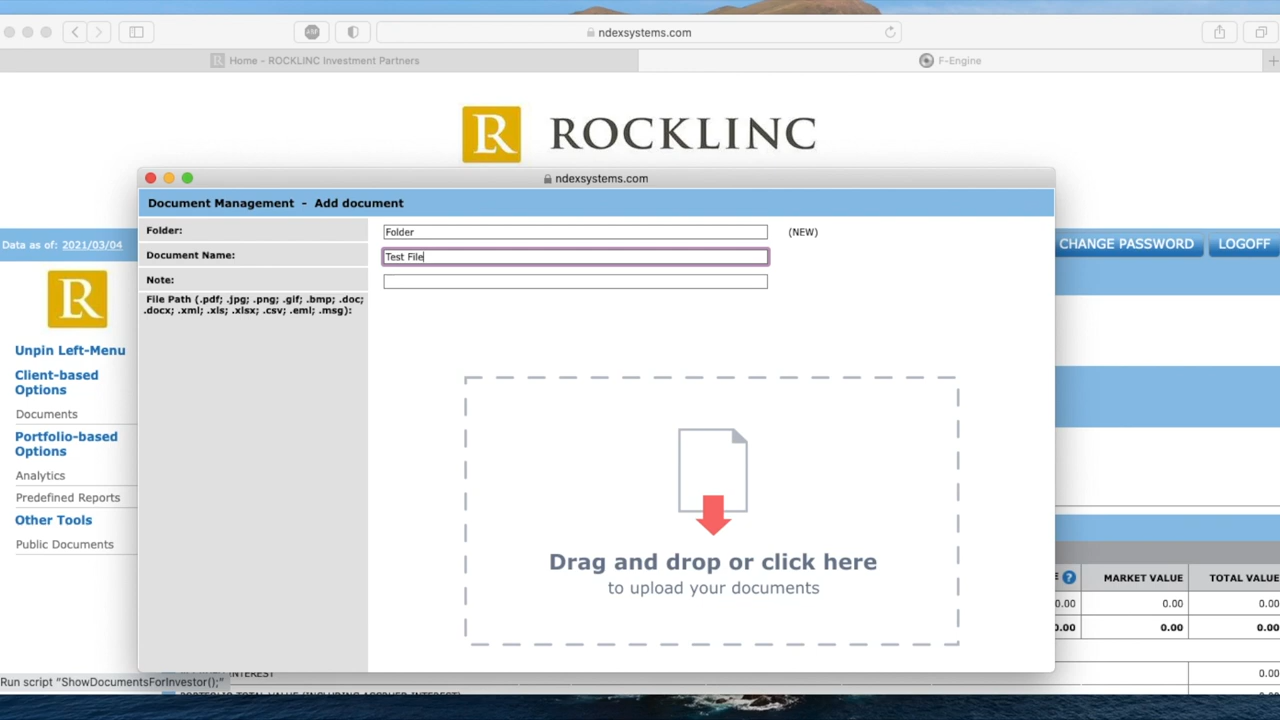 ABP
ndexsystems.com
R Home - ROCKLINC Investment Partners
F-Engine
R ROCKLINC
ndexsystems.com
Document Management - Add document
Folder:
Folder
(NEW)
Document Name:
Test File
Note:
File Path (.pdf; .jpg; .png; .gif; .bmp; .doc;
.docx; .xml; .xls; .xlsx; .csv; .eml; .msg):
Drag and drop or click here
to upload your documents
Data as of: 2021/03/04
CHANGE PASSWORD
LOGOFF
R
Unpin Left-Menu
Client-based
Options
Documents
Portfolio-based
Options
Analytics
Predefined Reports
Other Tools
Public Documents
E ? MARKET VALUE TOTAL VALUE
0.00 0.00 0.00
0.00 0.00 0.00
INTEREST
0.00
Run script "ShowDocumentsForInvestor();"